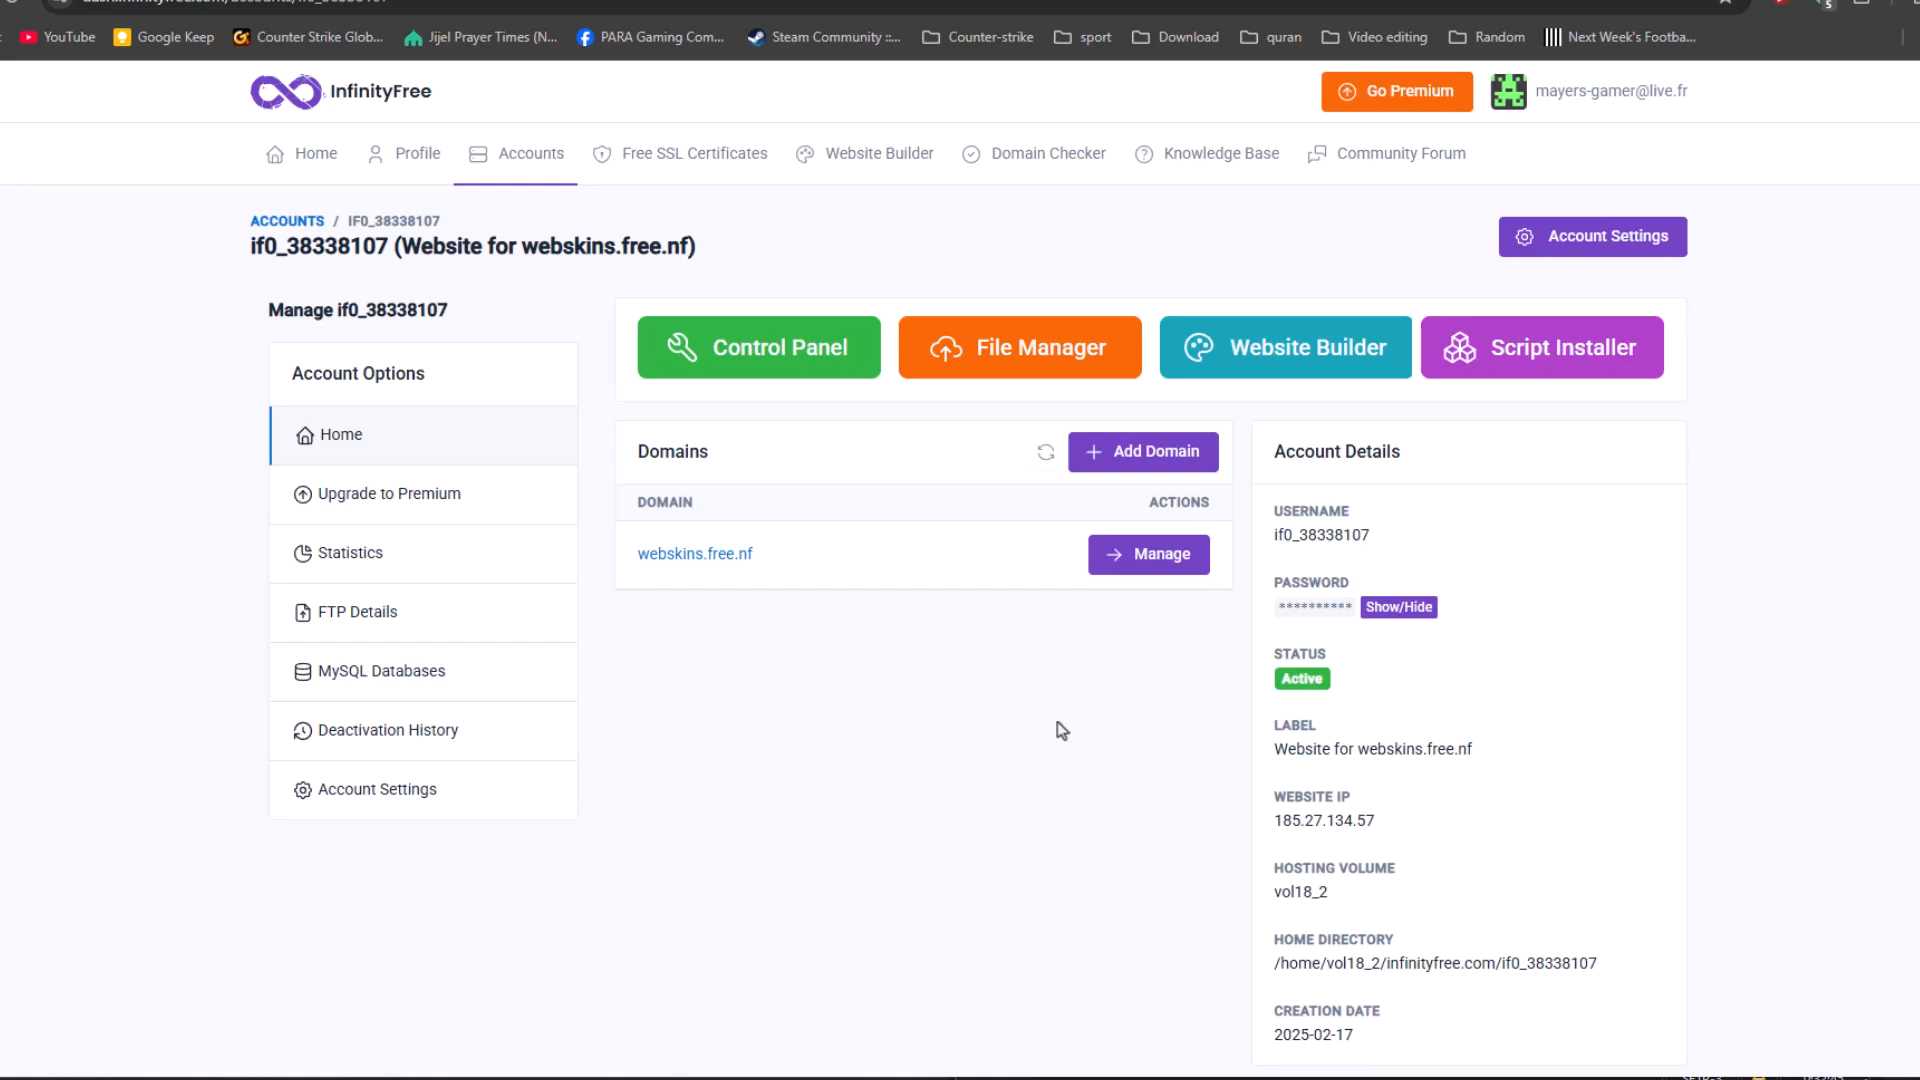 YouTube
Google Keep
Counter Strike Glob...
Jijel Prayer Times (N...
PARA Gaming Com...
Steam Community ::...
Counter-strike
sport
Download
quran
Video editing
Random
Next Week's Footba...
InfinityFree
Go Premium
mayers-gamer@live.fr
Home
Profile
Accounts
Free SSL Certificates
Website Builder
Domain Checker
Knowledge Base
Community Forum
ACCOUNTS / IF0_38338107
if0_38338107 (Website for webskins.free.nf)
Account Settings
Manage if0_38338107
Account Options
Home
Upgrade to Premium
Statistics
FTP Details
MySQL Databases
Deactivation History
Account Settings
Control Panel
File Manager
Website Builder
Script Installer
Domains
Add Domain
DOMAIN
ACTIONS
webskins.free.nf
Manage
Account Details
USERNAME
if0_38338107
PASSWORD
********** Show/Hide
STATUS
Active
LABEL
Website for webskins.free.nf
WEBSITE IP
185.27.134.57
HOSTING VOLUME
vol18_2
HOME DIRECTORY
/home/vol18_2/infinityfree.com/if0_38338107
CREATION DATE
2025-02-17